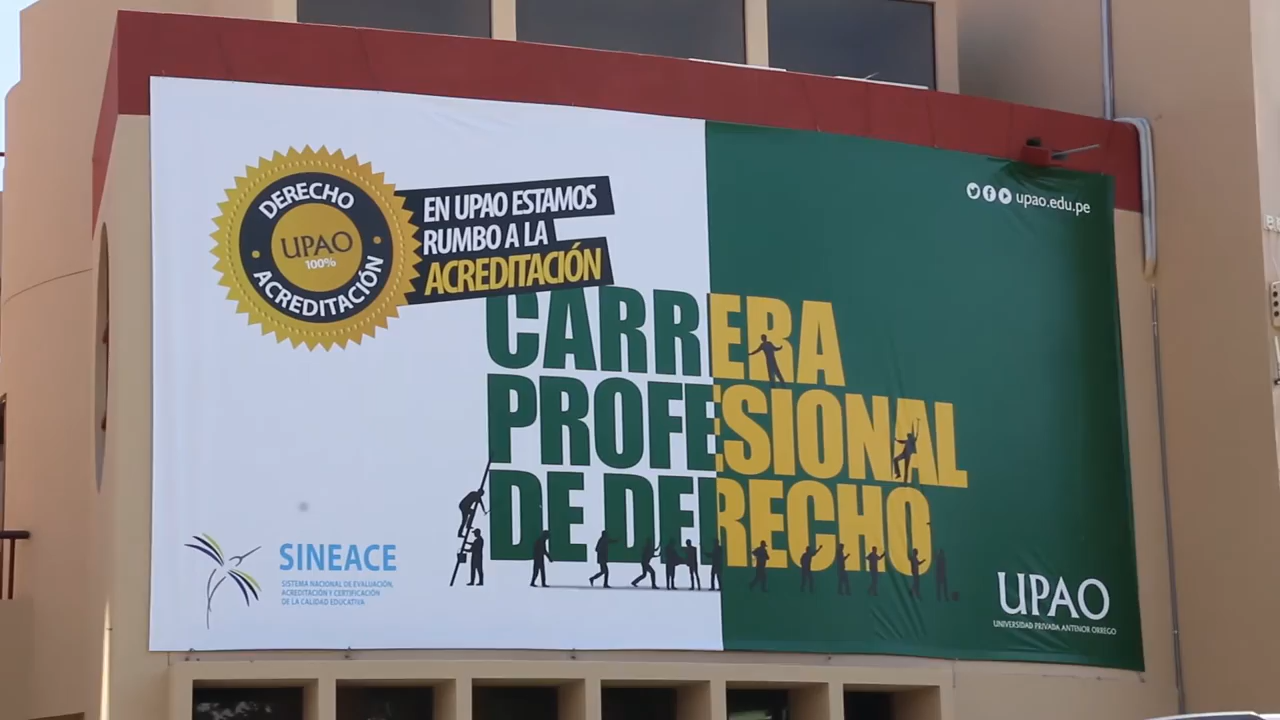 DERECHO
UPAO
100%
ACREDITACIÓN
EN UPAO ESTAMOS
RUMBO A LA
ACREDITACIÓN
upao.edu.pe
CARRERA
PROFESIONAL
DE DERECHO
SINEACE
SISTEMA NACIONAL DE EVALUACIÓN,
ACREDITACIÓN Y CERTIFICACIÓN
DE LA CALIDAD EDUCATIVA
UPAO
UNIVERSIDAD PRIVADA ANTENOR ORREGO